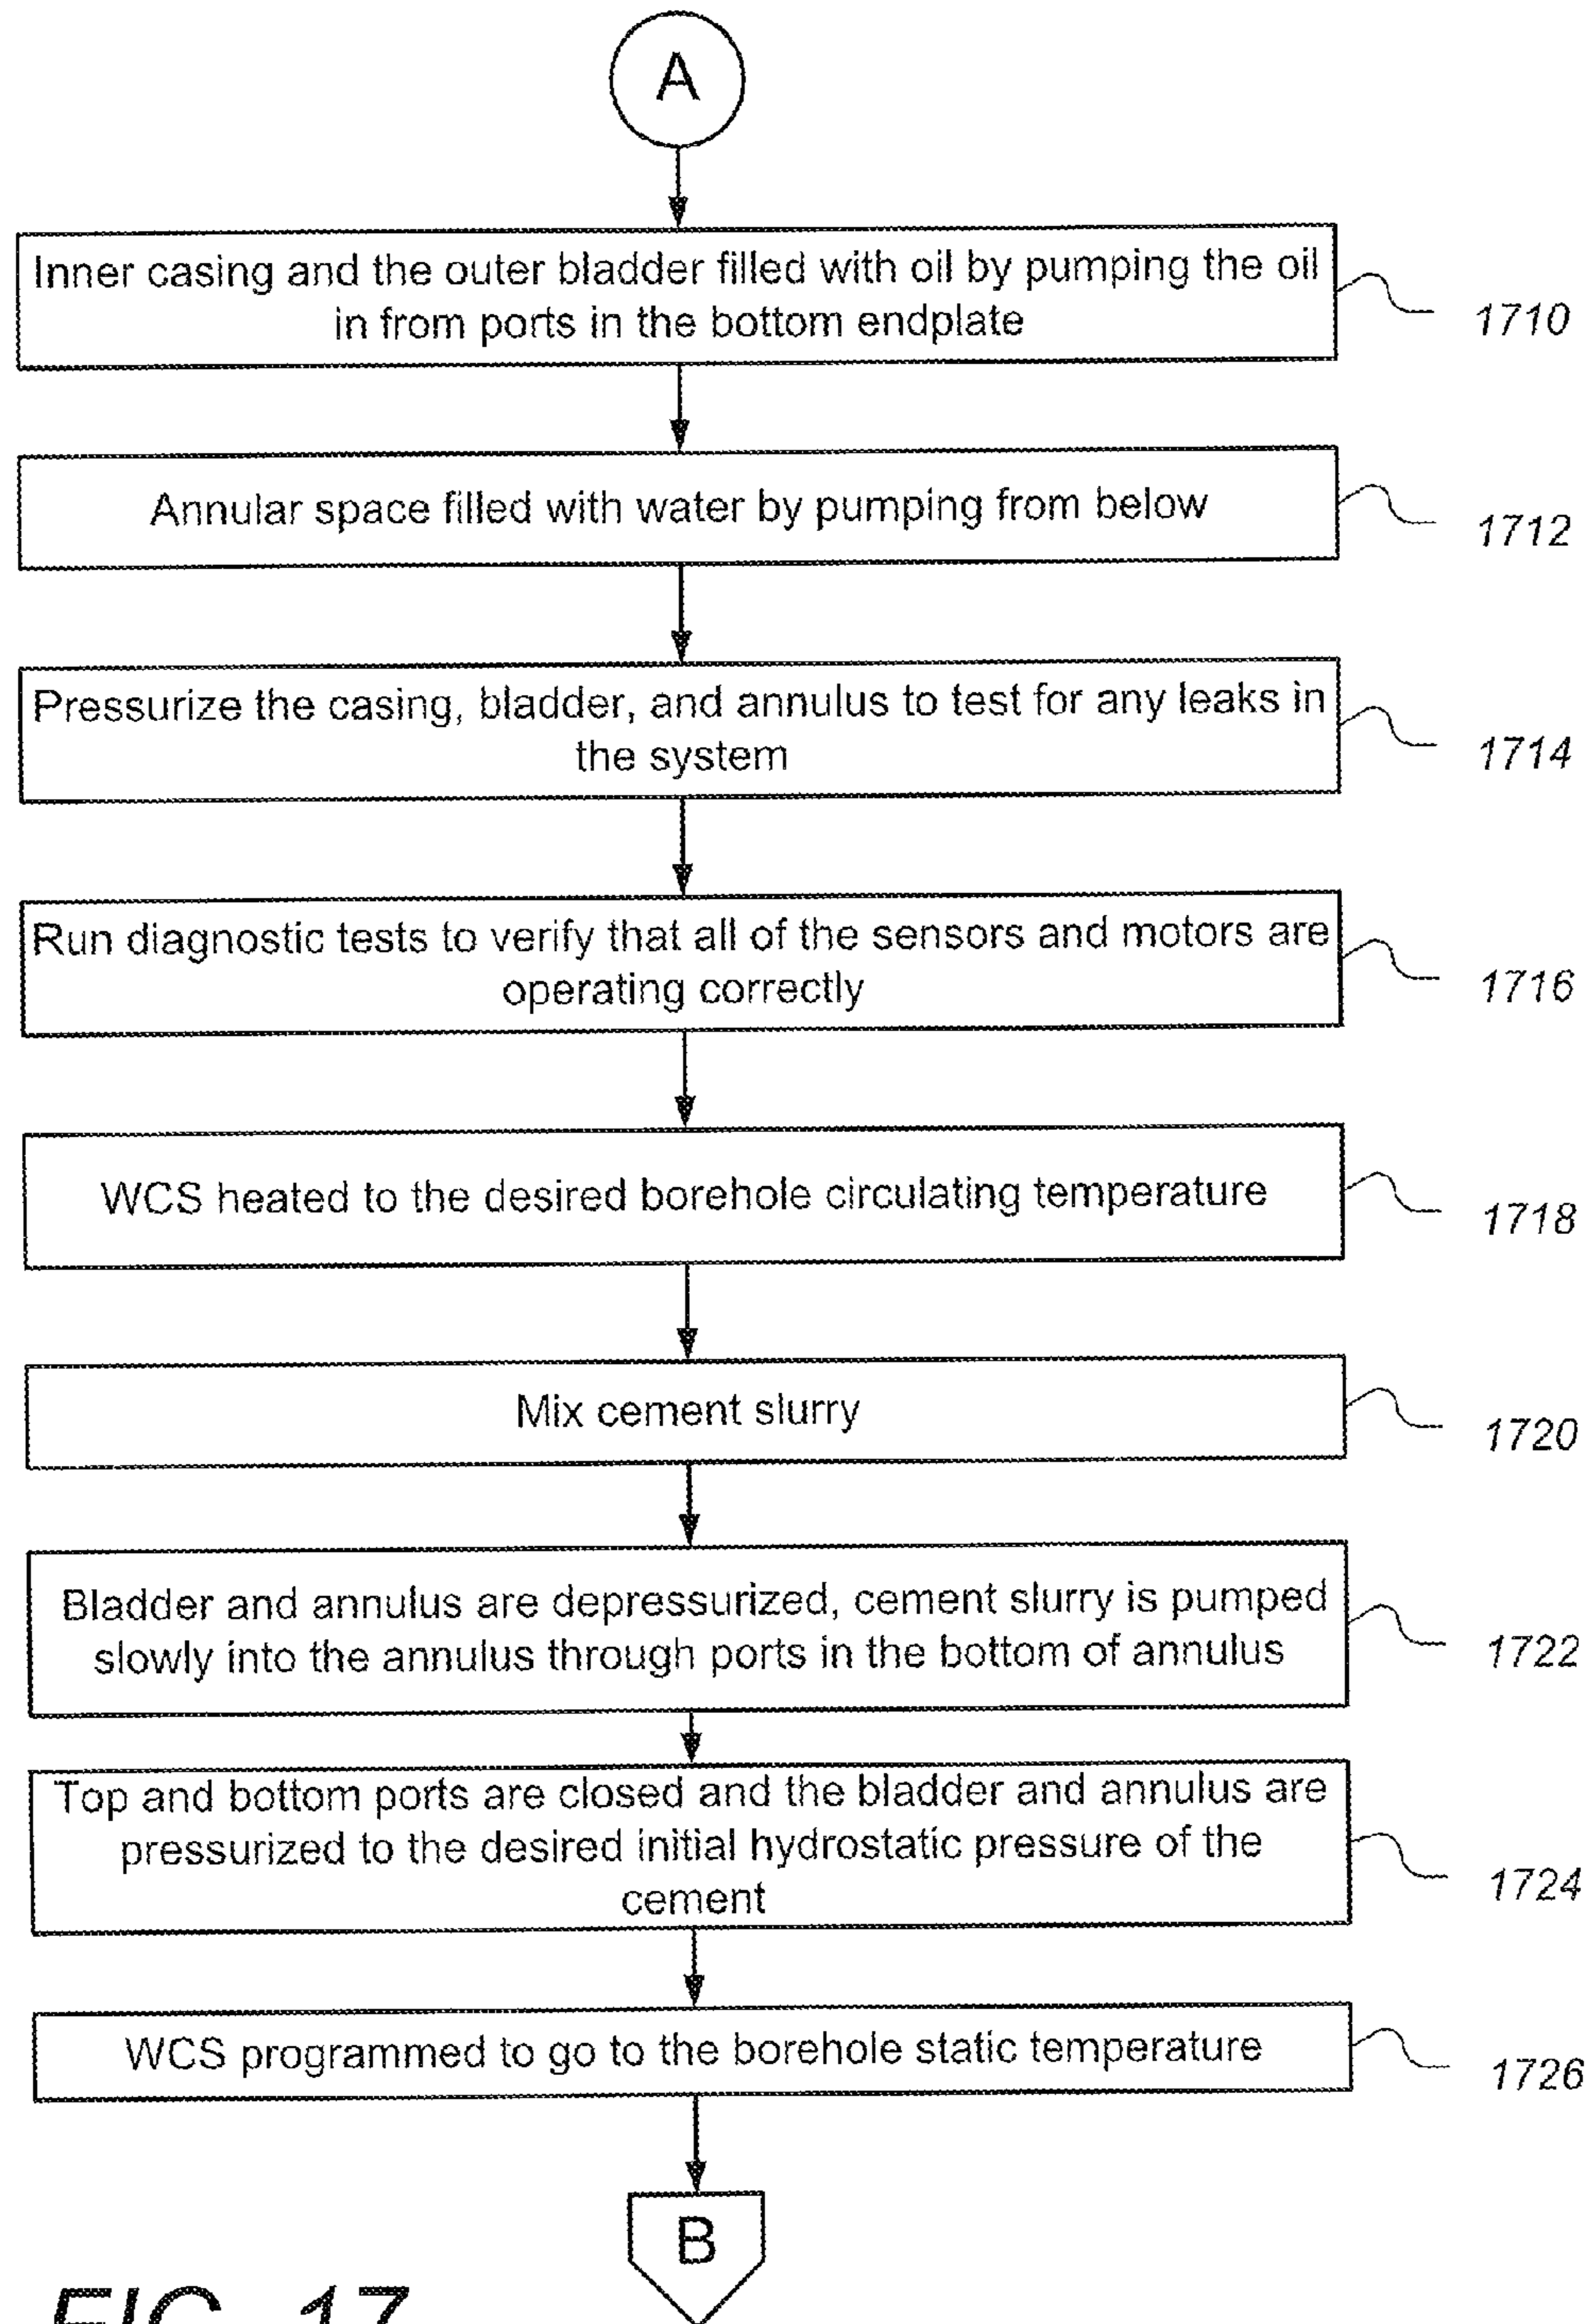 A
Inner casing and the outer bladder filled with oil by pumping the oil
in from ports in the bottom endplate
1710
Annular space filled with water by pumping from below
1712
Pressurize the casing, bladder, and annulus to test for any leaks in
the system
1714
Run diagnostic tests to verify that all of the sensors and motors are
operating correctly
1716
WCS heated to the desired borehole circulating temperature
1718
Mix cement slurry
1720
Bladder and annulus are depressurized, cement slurry is pumped
slowly into the annulus through ports in the bottom of annulus
1722
Top and bottom ports are closed and the bladder and annulus are
pressurized to the desired initial hydrostatic pressure of the
cement
1724
WCS programmed to go to the borehole static temperature
1726
B
FIG. 17